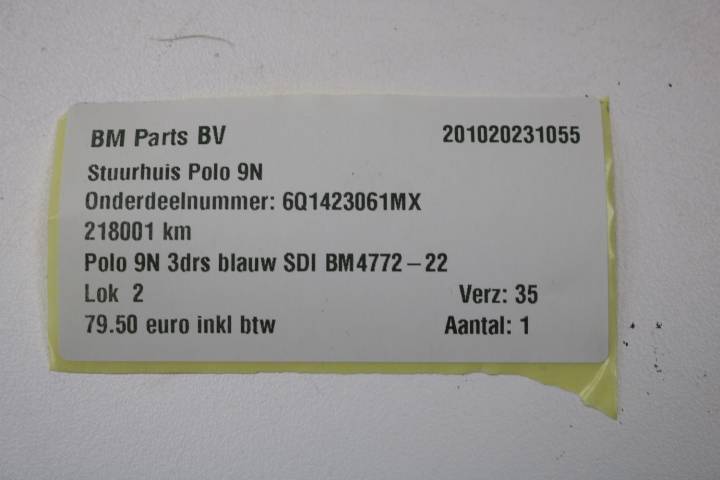 BM Parts BV 201020231055
Stuurhuis Polo 9N
Onderdeelnummer: 6Q1423061MX
218001 km
Polo 9N 3drs blauw SDI BM4772-22
Lok 2 Verz: 35
79.50 euro inkl btw Aantal: 1